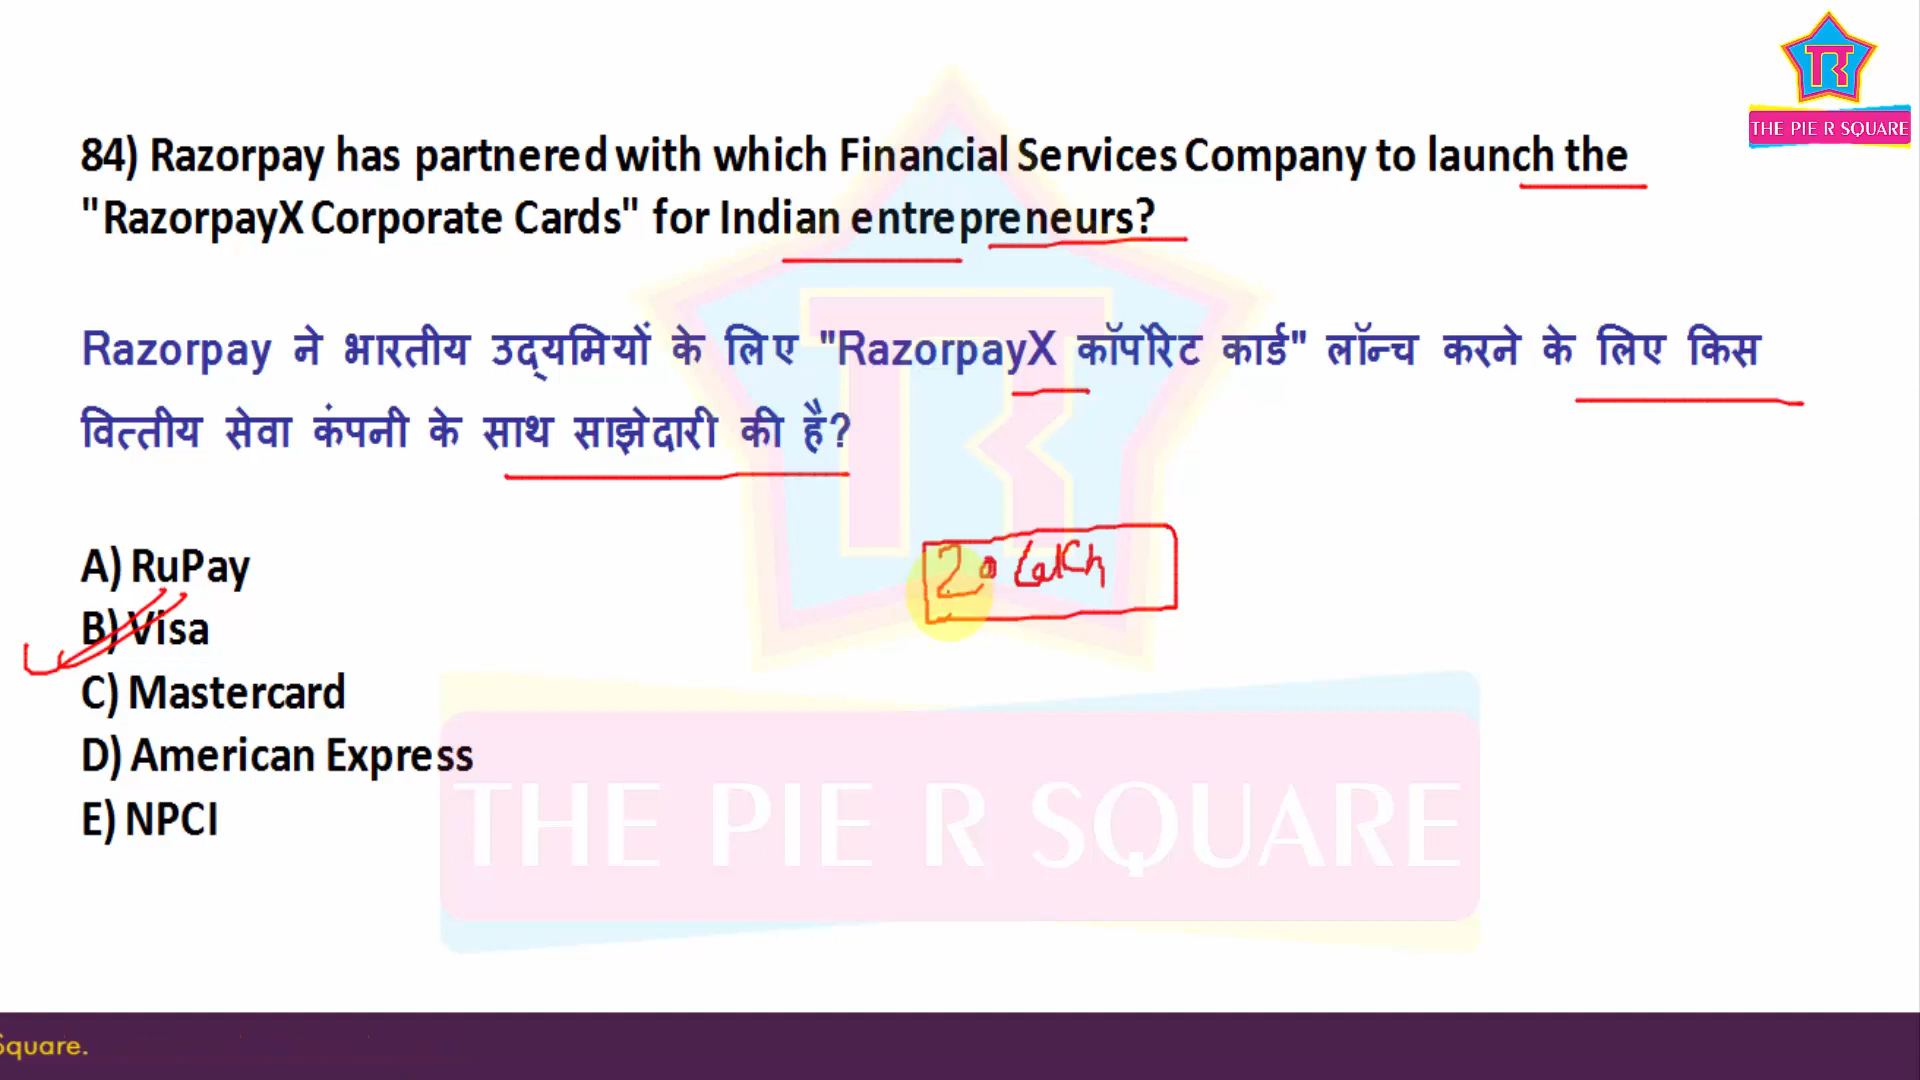 THE PIE R SQUARE
84) Razorpay has partnered with which Financial Services Company to launch the
"RazorpayX Corporate Cards" for Indian entrepreneurs?
Razorpay ने भारतीय उद्यमियों के लिए "RazorpayX कॉर्पोरेट कार्ड" लॉन्च करने के लिए किस
वित्तीय सेवा कंपनी के साथ साझेदारी की है?
A) RuPay
B) Visa
C) Mastercard
D) American Express
E) NPCI
THE PIE R SQUARE
Square.